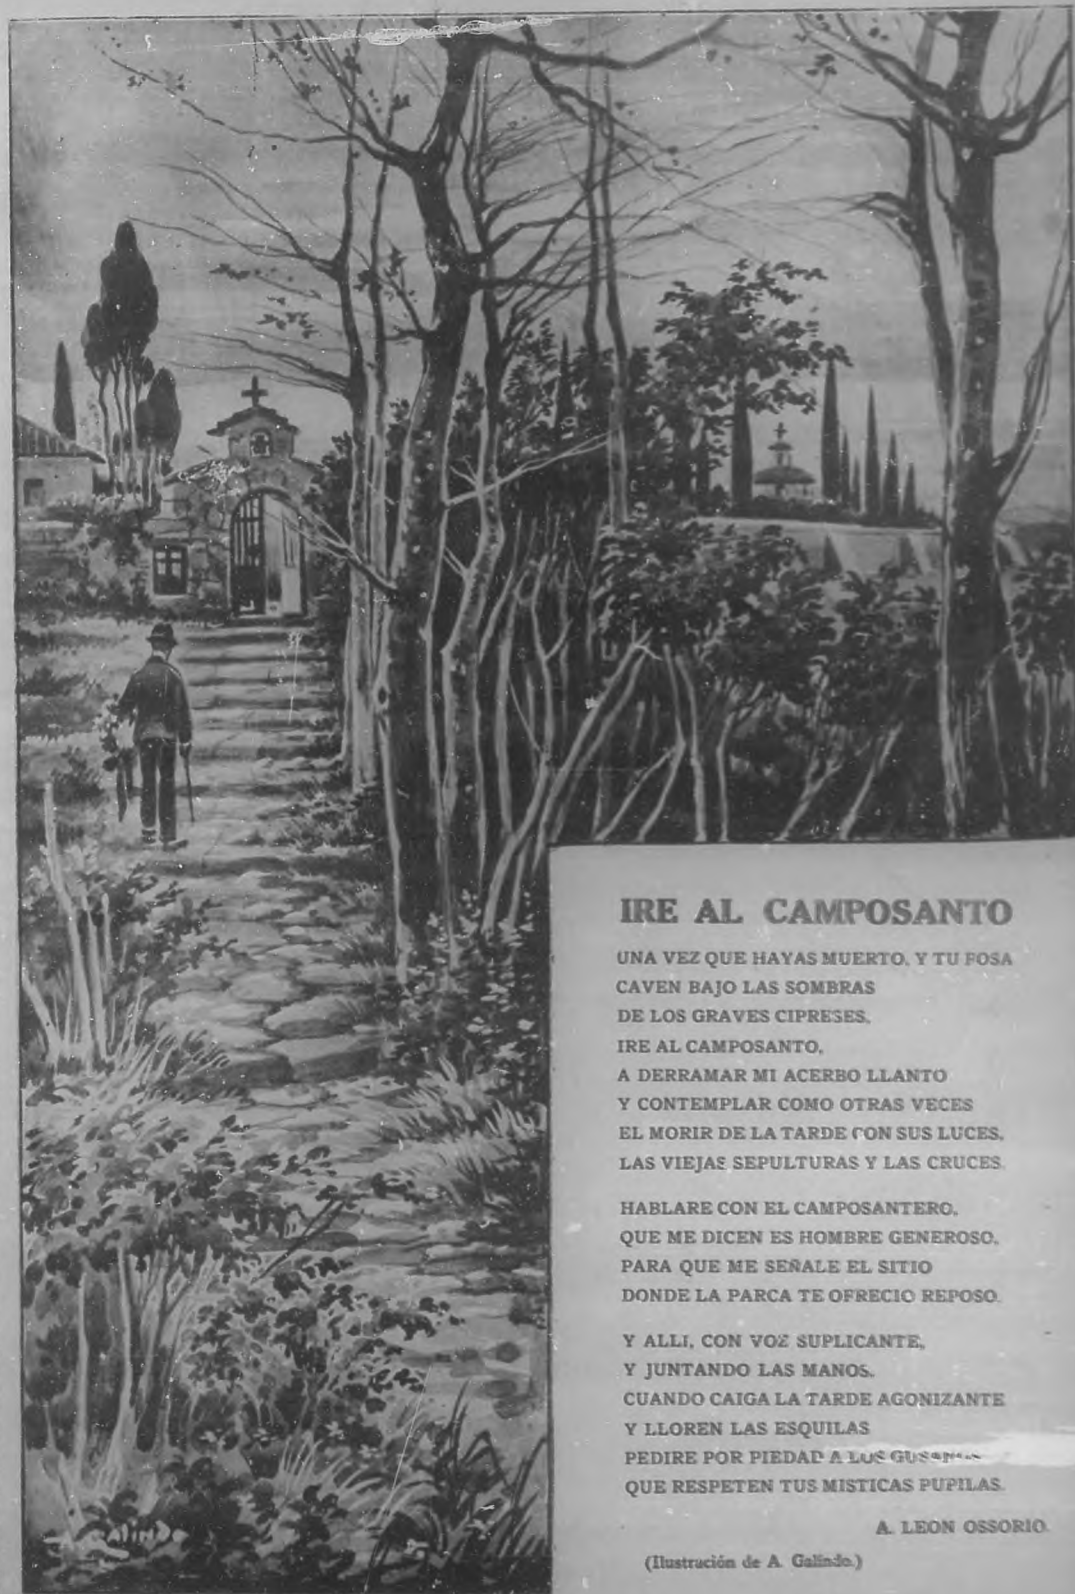 IRE AL CAMPOSANTO
UNA VEZ QUE HAYAS MUERTO, Y TU FOSA
CAVEN BAJO LAS SOMBRAS
DE LOS GRAVES CIPRESES,
IRE AL CAMPOSANTO,
A DERRAMAR MI ACERBO LLANTO
Y CONTEMPLAR COMO OTRAS VECES
EL MORIR DE LA TARDE CON SUS LUCES,
LAS VIEJAS SEPULTURAS Y LAS CRUCES.
HABLARE CON EL CAMPOSANTERO,
QUE ME DICEN ES HOMBRE GENEROSO,
PARA QUE ME SEÑALE EL SITIO
DONDE LA PARCA TE OFRECIO REPOSO.
Y ALLI, CON VOZ SUPLICANTE,
Y JUNTANDO LAS MANOS,
CUANDO CAIGA LA TARDE AGONIZANTE
Y LLOREN LAS ESQUILAS
PEDIRE POR PIEDAD A LOS GUSANOS
QUE RESPETEN TUS MISTICAS PUPILAS.
A. LEON OSSORIO.
(Ilustración de A. Galindo.)
GALINDO